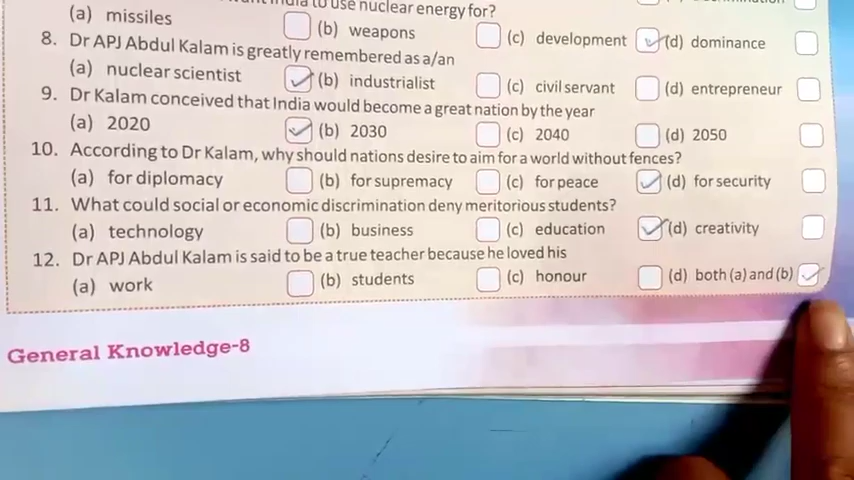 to use nuclear energy for?
(a) missiles (b) weapons (c) development (d) dominance
8. Dr APJ Abdul Kalam is greatly remembered as a/an
(a) nuclear scientist (b) industrialist (c) civil servant (d) entrepreneur
9. Dr Kalam conceived that India would become a great nation by the year
(a) 2020 (b) 2030 (c) 2040 (d) 2050
10. According to Dr Kalam, why should nations desire to aim for a world without fences?
(a) for diplomacy (b) for supremacy (c) for peace (d) for security
11. What could social or economic discrimination deny meritorious students?
(a) technology (b) business (c) education (d) creativity
12. Dr APJ Abdul Kalam is said to be a true teacher because he loved his
(a) work (b) students (c) honour (d) both (a) and (b)
General Knowledge-8